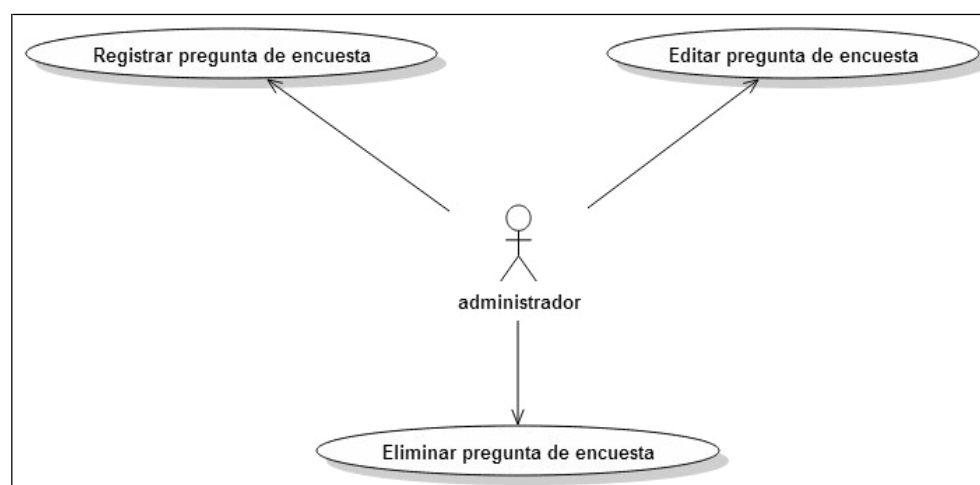 Registrar pregunta de encuesta
Editar pregunta de encuesta
administrador
Eliminar pregunta de encuesta